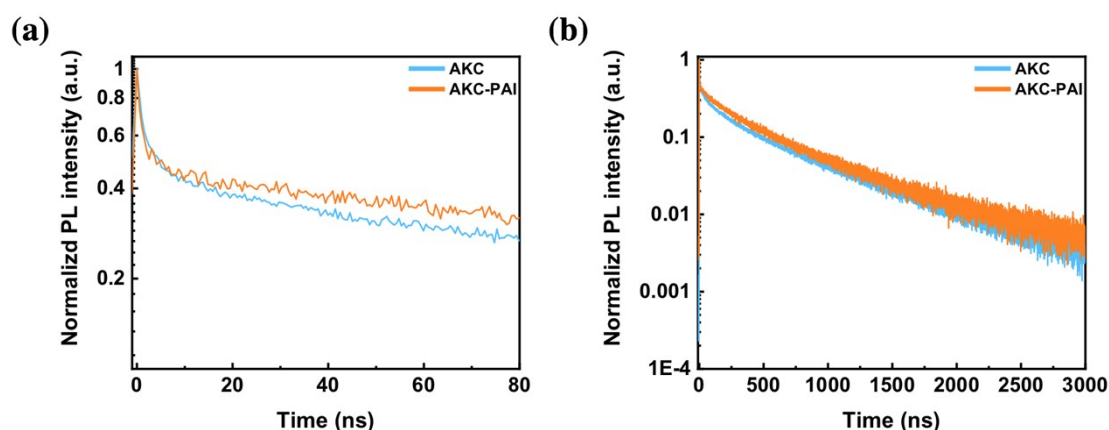 (a)
Normalizd PL intensity (a.u.)
1
0.8
0.6
0.4
0.2
AKC
AKC-PAI
0 20 40 60 80
Time (ns)
(b)
Normalizd PL intensity (a.u.)
1
0.1
0.01
0.001
1E-4
AKC
AKC-PAI
0 500 1000 1500 2000 2500 3000
Time (ns)